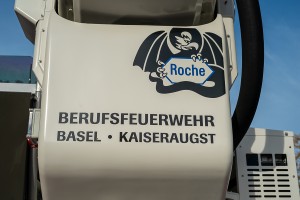 Roche
BERUFSFEUERWEHR
BASEL • KAISERAUGST